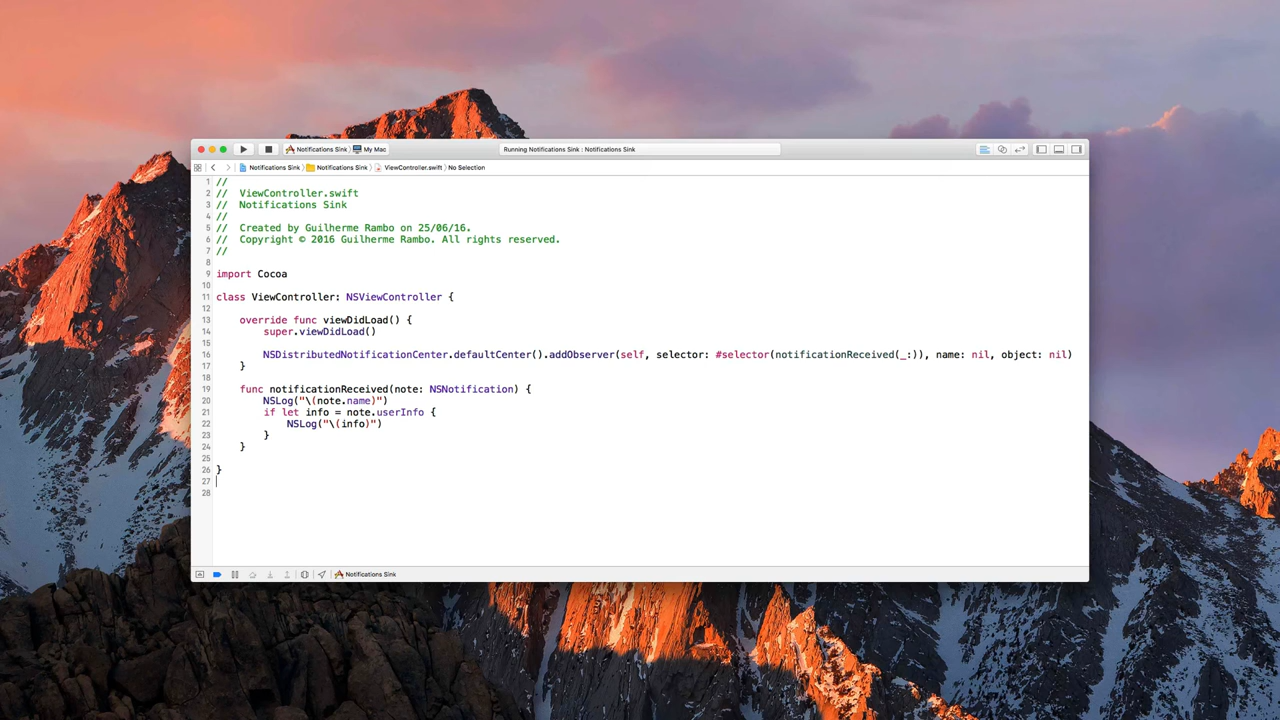 Notifications Sink My Mac Running Notifications Sink : Notifications Sink
Notifications Sink Notifications Sink ViewController.swift No Selection
1 //
2 //  ViewController.swift
3 //  Notifications Sink
4 //
5 //  Created by Guilherme Rambo on 25/06/16.
6 //  Copyright © 2016 Guilherme Rambo. All rights reserved.
7 //
8
9 import Cocoa
10
11 class ViewController: NSViewController {
12
13     override func viewDidLoad() {
14         super.viewDidLoad()
15
16         NSDistributedNotificationCenter.defaultCenter().addObserver(self, selector: #selector(notificationReceived(_:)), name: nil, object: nil)
17     }
18
19     func notificationReceived(note: NSNotification) {
20         NSLog("\(note.name)")
21         if let info = note.userInfo {
22             NSLog("\(info)")
23         }
24     }
25
26 }
27
28
Notifications Sink